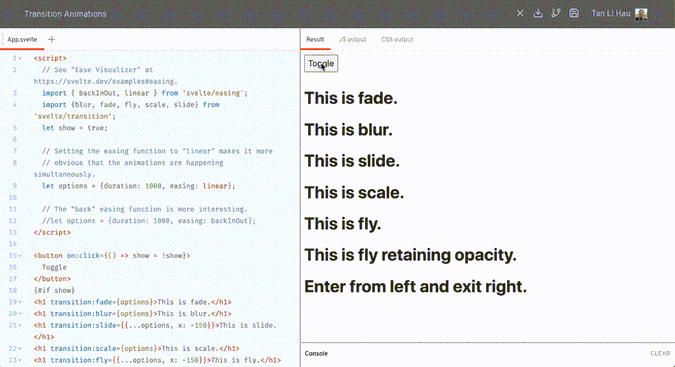 Transition Animations
Tan Li Hau
App.svelte
Result
JS output
CSS output
1 <script>
2 // See "Ease Visualizer" at
https://svelte.dev/examples#easing.
3 import { backInOut, linear } from 'svelte/easing';
4 import {blur, fade, fly, scale, slide} from
'svelte/transition';
5 let show = true;
6
7 // Setting the easing function to "linear" makes it more
8 // obvious that the animations are happening
simultaneously.
9 let options = {duration: 1000, easing: linear};
10
11 // The "back" easing function is more interesting.
12 //let options = {duration: 1000, easing: backInOut};
13 </script>
14
15 <button on:click={() => show = !show}>
16 Toggle
17 </button>
18 {#if show}
19 <h1 transition:fade={options}>This is fade.</h1>
20 <h1 transition:blur={options}>This is blur.</h1>
21 <h1 transition:slide={{...options, x: -150}}>This is slide.
</h1>
22 <h1 transition:scale={options}>This is scale.</h1>
23 <h1 transition:fly={{...options, x: -150}}>This is fly.</h1>
Toggle
This is fade.
This is blur.
This is slide.
This is scale.
This is fly.
This is fly retaining opacity.
Enter from left and exit right.
Console
CLEAR